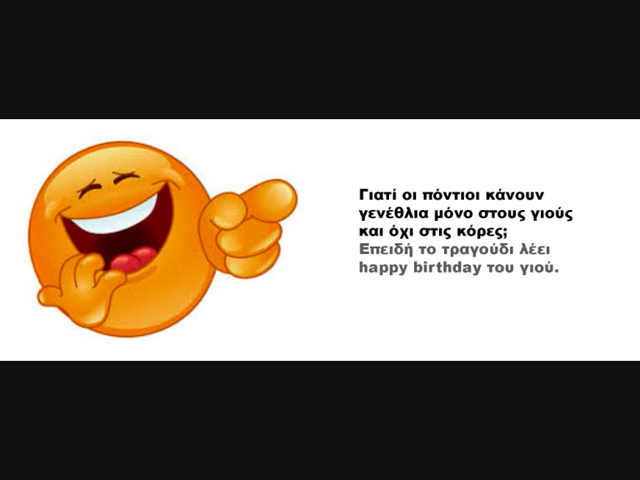 Γιατί οι πόντιοι κάνουν
γενέθλια μόνο στους γιούς
και όχι στις κόρες;
Επειδή το τραγούδι λέει
happy birthday του γιού.